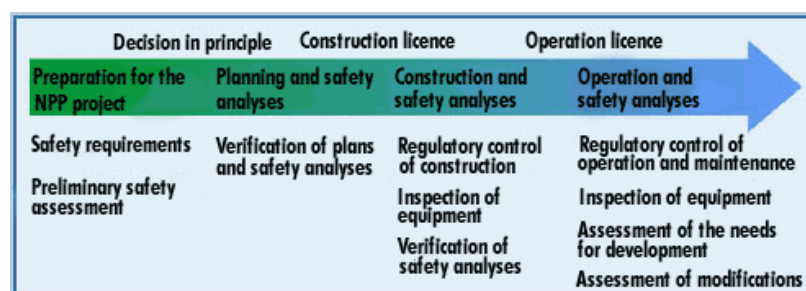 Decision in principle
Construction licence
Operation licence
Preparation for the
NPP project
Planning and safety
analyses
Construction and
safety analyses
Operation and
safety analyses
Safety requirements
Preliminary safety
assessment
Verification of plans
and safety analyses
Regulatory control
of construction
Inspection of
equipment
Verification of
safety analyses
Regulatory control of
operation and maintenance
Inspection of equipment
Assessment of the needs
for development
Assessment of modifications